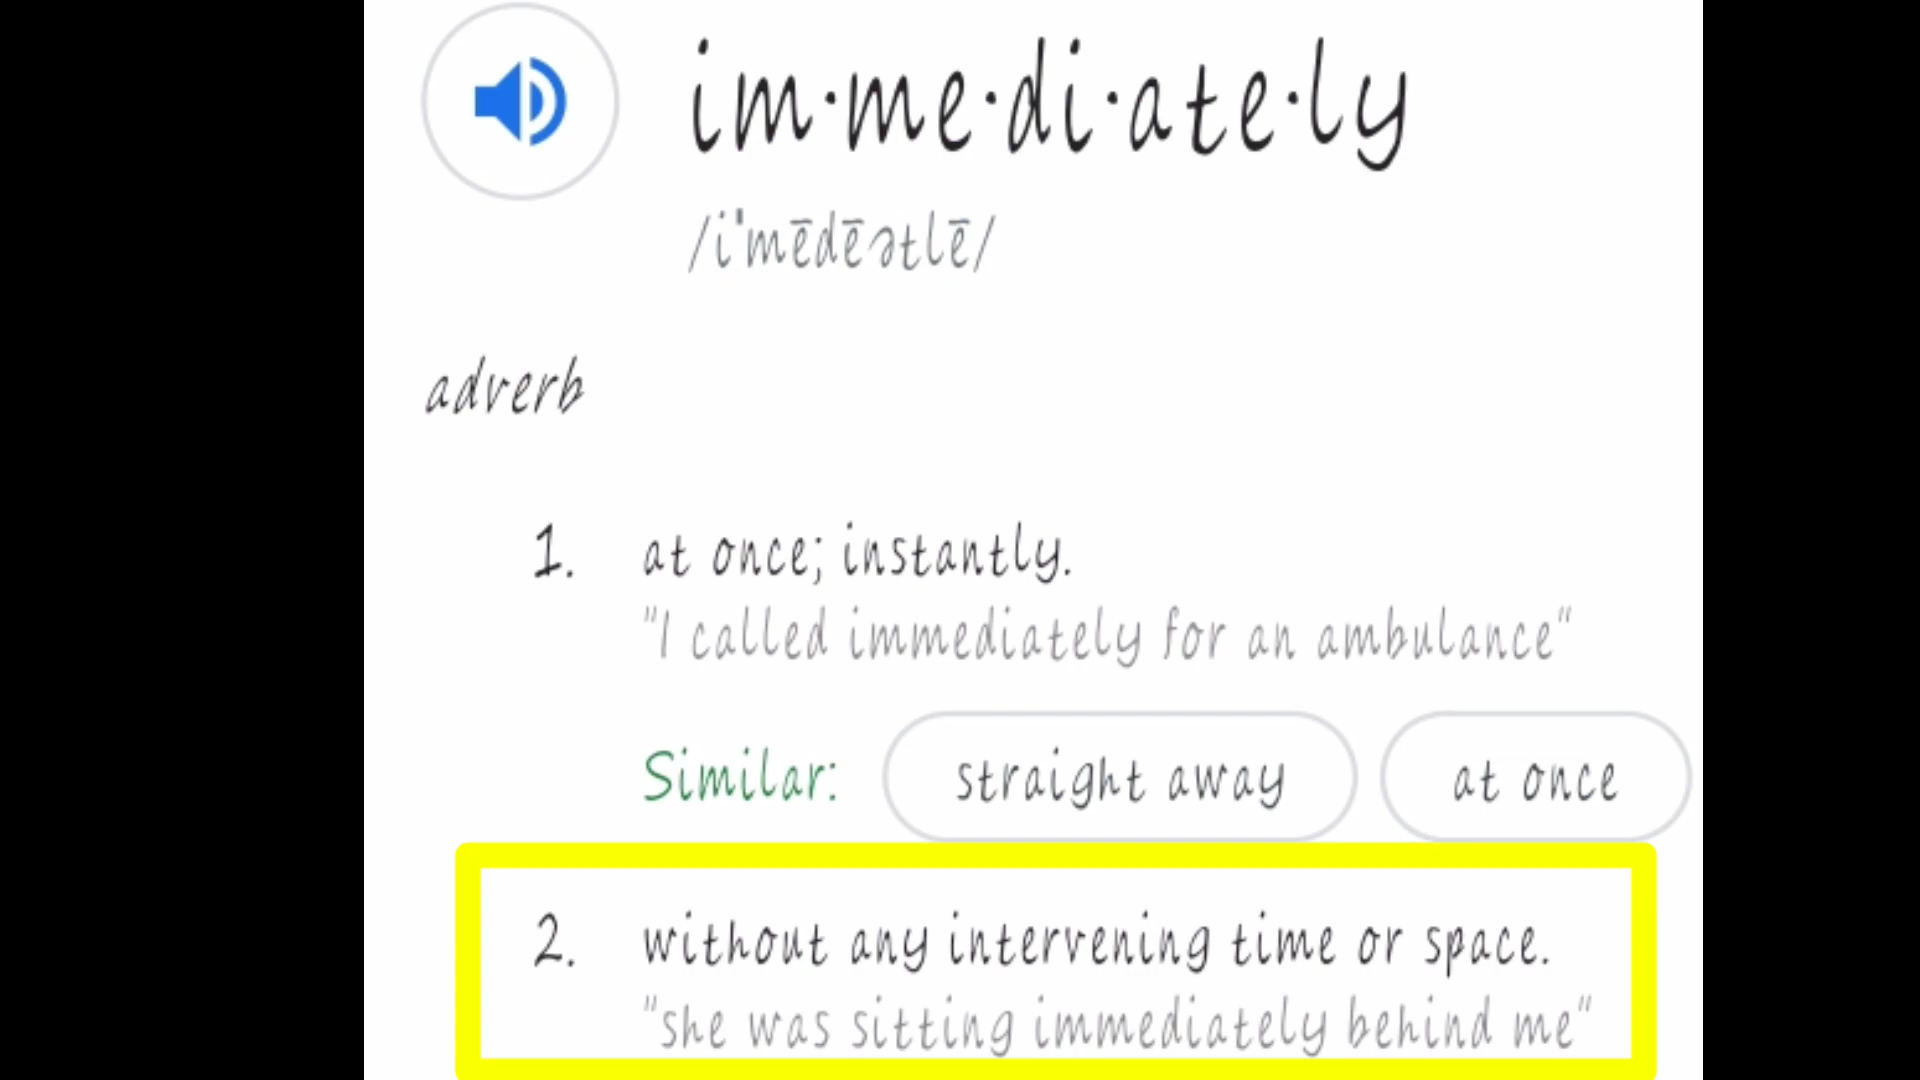 im·me·di·ate·ly
/iˈmēdēətlē/
adverb
1. at once; instantly.
"I called immediately for an ambulance"
Similar: straight away at once
2. without any intervening time or space.
"she was sitting immediately behind me"